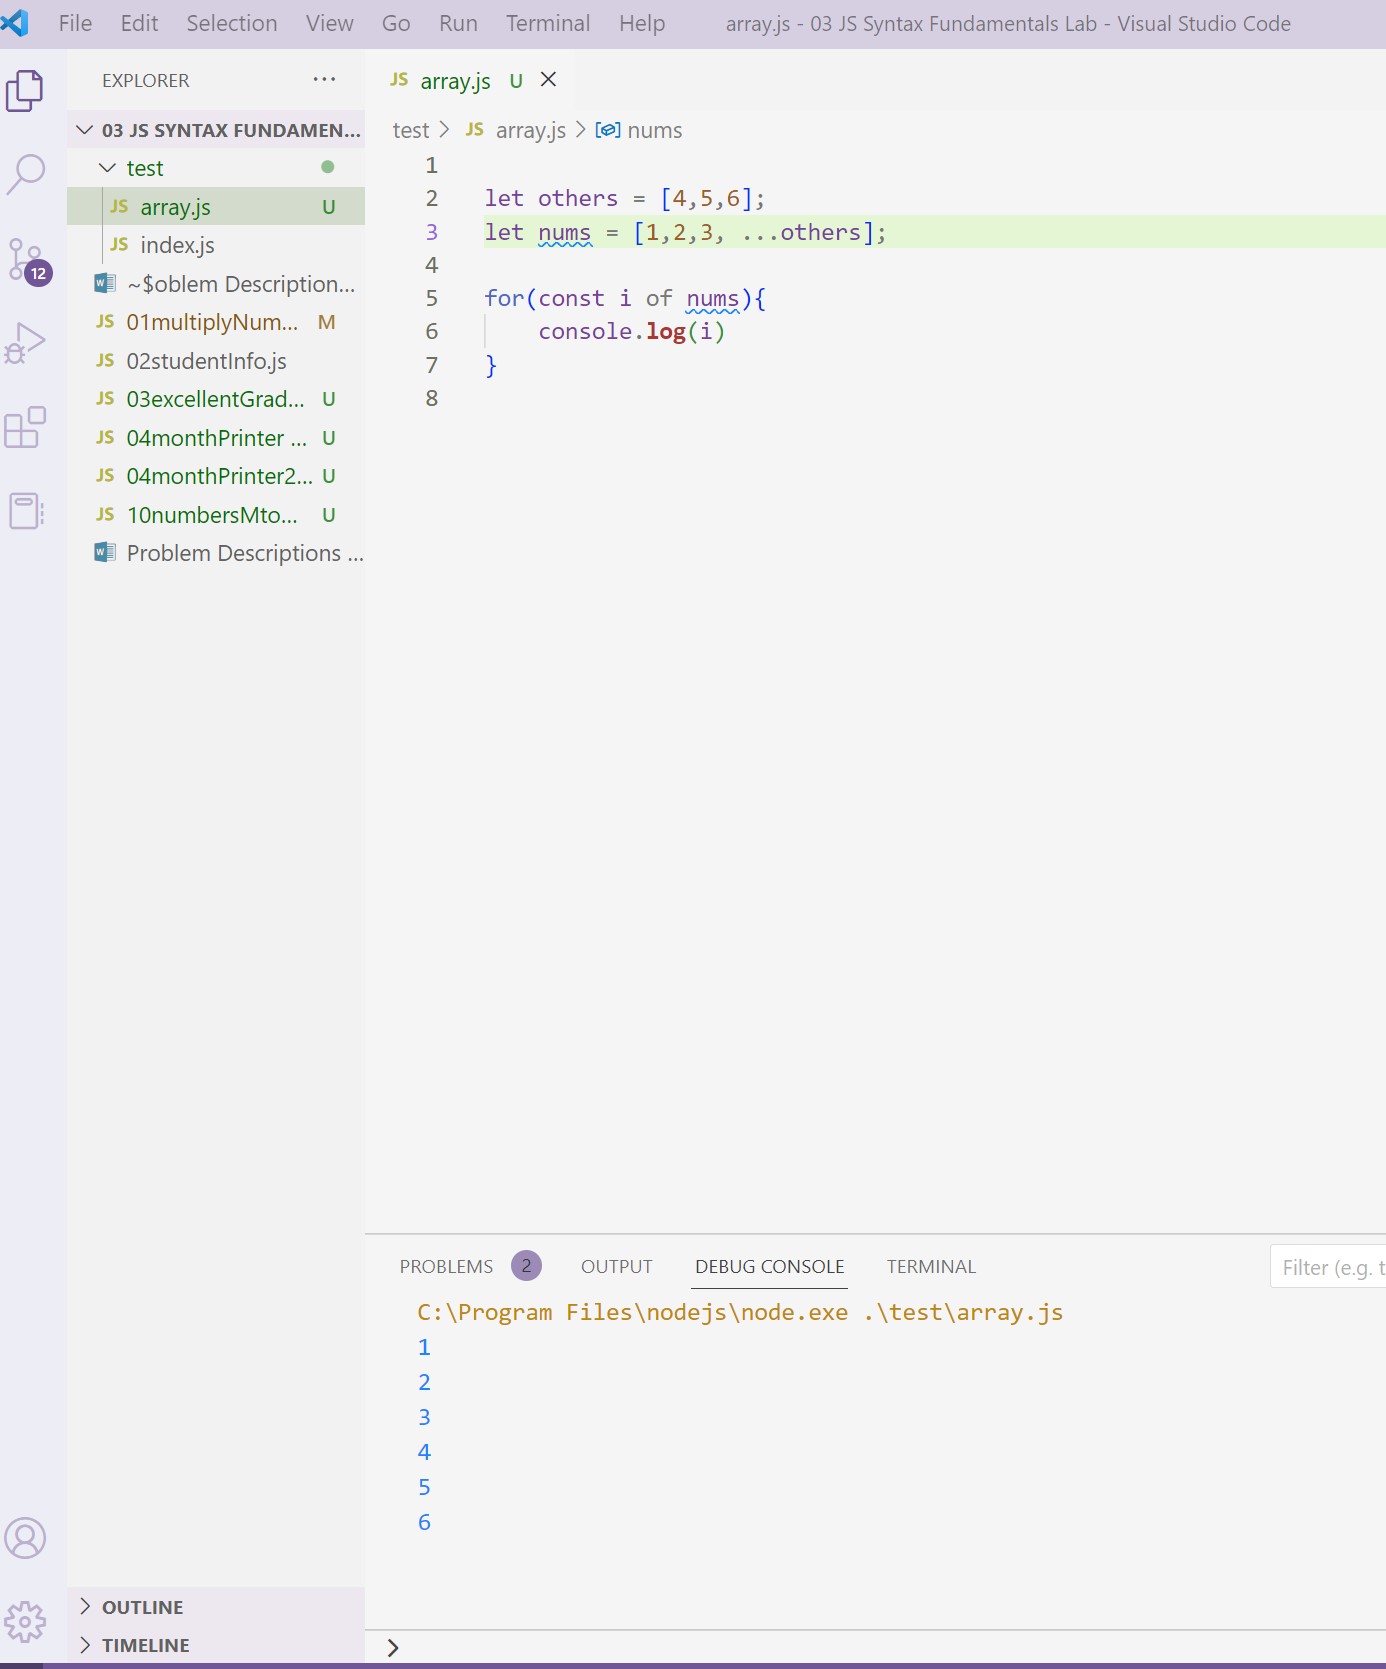 File Edit Selection View Go Run Terminal Help array.js - 03 JS Syntax Fundamentals Lab - Visual Studio Code
EXPLORER ...
03 JS SYNTAX FUNDAMEN...
test
JS array.js U
JS index.js
~$oblem Description...
JS 01multiplyNum... M
JS 02studentInfo.js
JS 03excellentGrad... U
JS 04monthPrinter ... U
JS 04monthPrinter2... U
JS 10numbersMto... U
Problem Descriptions ...
12
OUTLINE
TIMELINE
JS array.js U
test > JS array.js > nums
1
2 let others = [4,5,6];
3 let nums = [1,2,3, ...others];
4
5 for(const i of nums){
6 console.log(i)
7 }
8
PROBLEMS 2 OUTPUT DEBUG CONSOLE TERMINAL Filter (e.g. t
C:\Program Files\nodejs\node.exe .\test\array.js
1
2
3
4
5
6
>